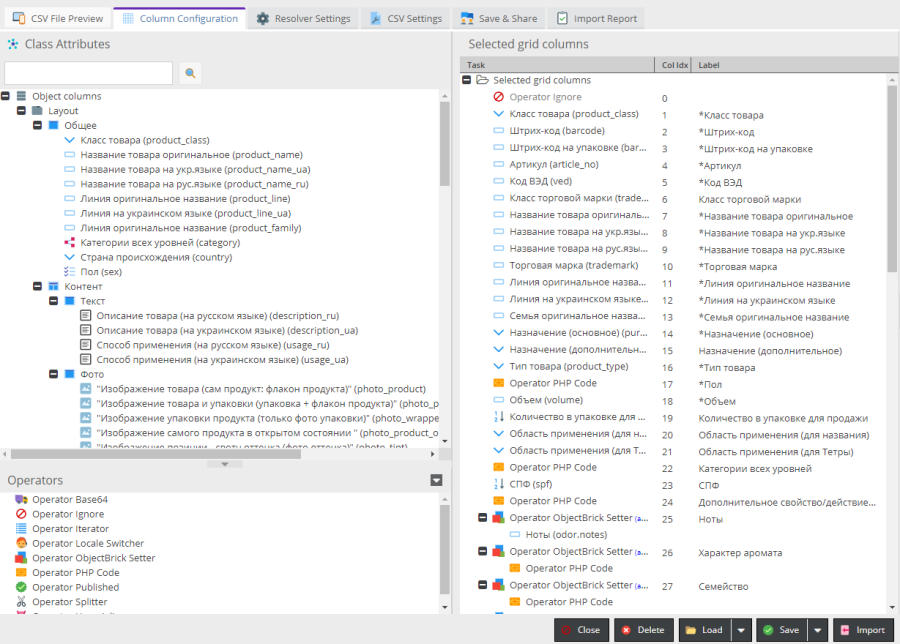 CSV File Preview
Column Configuration
Resolver Settings
CSV Settings
Save & Share
Import Report
Class Attributes
Object columns
Layout
Общее
Класс товара (product_class)
Название товара оригинальное (product_name)
Название товара на укр.языке (product_name_ua)
Название товара на рус.языке (product_name_ru)
Линия оригинальное название (product_line)
Линия на украинском языке (product_line_ua)
Линия оригинальное название (product_family)
Категории всех уровней (category)
Страна происхождения (country)
Пол (sex)
Контент
Текст
Описание товара (на русском языке) (description_ru)
Описание товара (на украинском языке) (description_ua)
Способ применения (на русском языке) (usage_ru)
Способ применения (на украинском языке) (usage_ua)
Фото
"Изображение товара (сам продукт: флакон продукта)" (photo_product)
"Изображение товара и упаковки (упаковка + флакон продукта)" (photo_p
"Изображение упаковки продукта (только фото упаковки)" (photo_wrappe
"Изображение самого продукта в открытом состоянии " (photo_product_o
Operators
Operator Base64
Operator Ignore
Operator Iterator
Operator Locale Switcher
Operator ObjectBrick Setter
Operator PHP Code
Operator Published
Operator Splitter
Selected grid columns
Task Col Idx Label
Selected grid columns
Operator Ignore 0
Класс товара (product_class) 1 *Класс товара
Штрих-код (barcode) 2 *Штрих-код
Штрих-код на упаковке (bar... 3 *Штрих-код на упаковке
Артикул (article_no) 4 *Артикул
Код ВЭД (ved) 5 *Код ВЭД
Класс торговой марки (trade... 6 Класс торговой марки
Название товара оригиналь... 7 *Название товара оригинальное
Название товара на укр.язы... 8 *Название товара на укр.языке
Название товара на рус.язы... 9 *Название товара на рус.языке
Торговая марка (trademark) 10 *Торговая марка
Линия оригинальное назва... 11 *Линия оригинальное название
Линия на украинском языке... 12 *Линия на украинском языке
Семья оригинальное назва... 13 *Семья оригинальное название
Назначение (основное) (pur... 14 *Назначение (основное)
Назначение (дополнительн... 15 Назначение (дополнительное)
Тип товара (product_type) 16 *Тип товара
Operator PHP Code 17 *Пол
Объем (volume) 18 *Объем
Количество в упаковке для ... 19 Количество в упаковке для продажи
Область применения (для н... 20 Область применения (для названия)
Область применения (для Т... 21 Область применения (для Тетры)
Operator PHP Code 22 Категории всех уровней
СПФ (spf) 23 СПФ
Operator PHP Code 24 Дополнительное свойство/действие...
Operator ObjectBrick Setter 25 Ноты
Ноты (odor.notes)
Operator ObjectBrick Setter 26 Характер аромата
Operator PHP Code
Operator ObjectBrick Setter 27 Семейство
Operator PHP Code
Close
Delete
Load
Save
Import